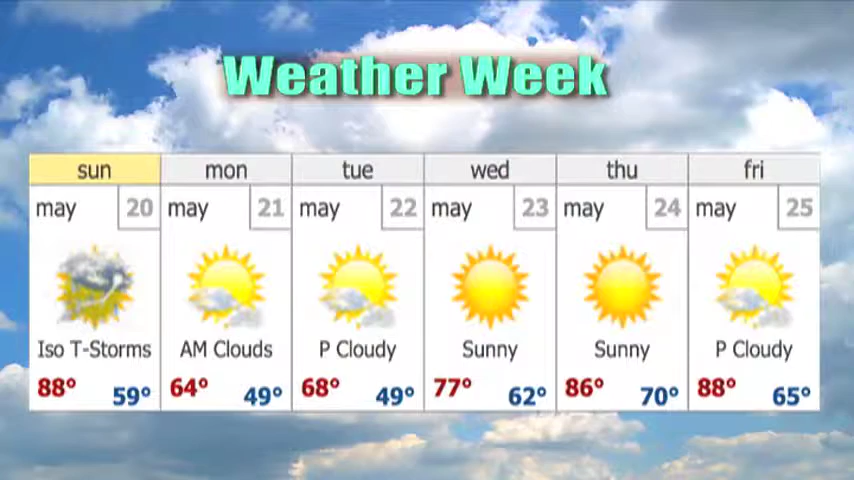 Weather Week
sun mon tue wed thu fri
may 20 may 21 may 22 may 23 may 24 may 25
Iso T-Storms AM Clouds P Cloudy Sunny Sunny P Cloudy
88° 59° 64° 49° 68° 49° 77° 62° 86° 70° 88° 65°